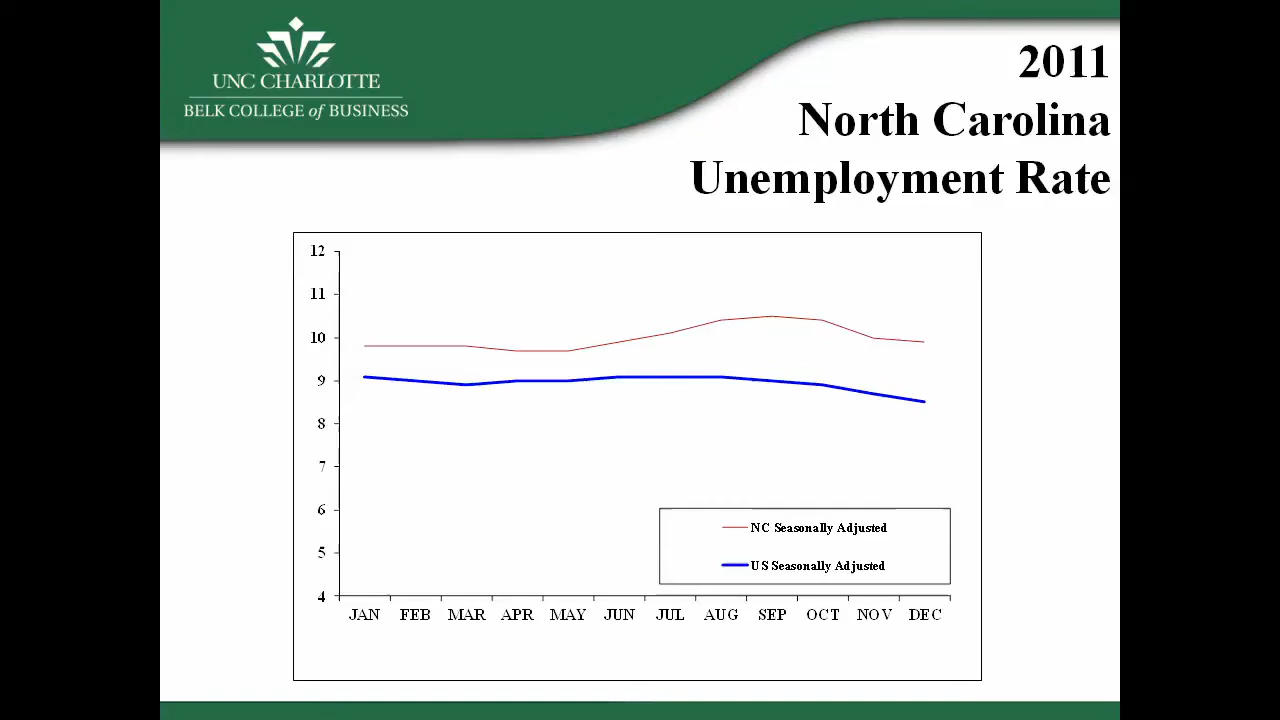 UNC CHARLOTTE
BELK COLLEGE of BUSINESS
2011
North Carolina
Unemployment Rate
12
11
10
9
8
7
6
5
4
NC Seasonally Adjusted
US Seasonally Adjusted
JAN FEB MAR APR MAY JUN JUL AUG SEP OCT NOV DEC